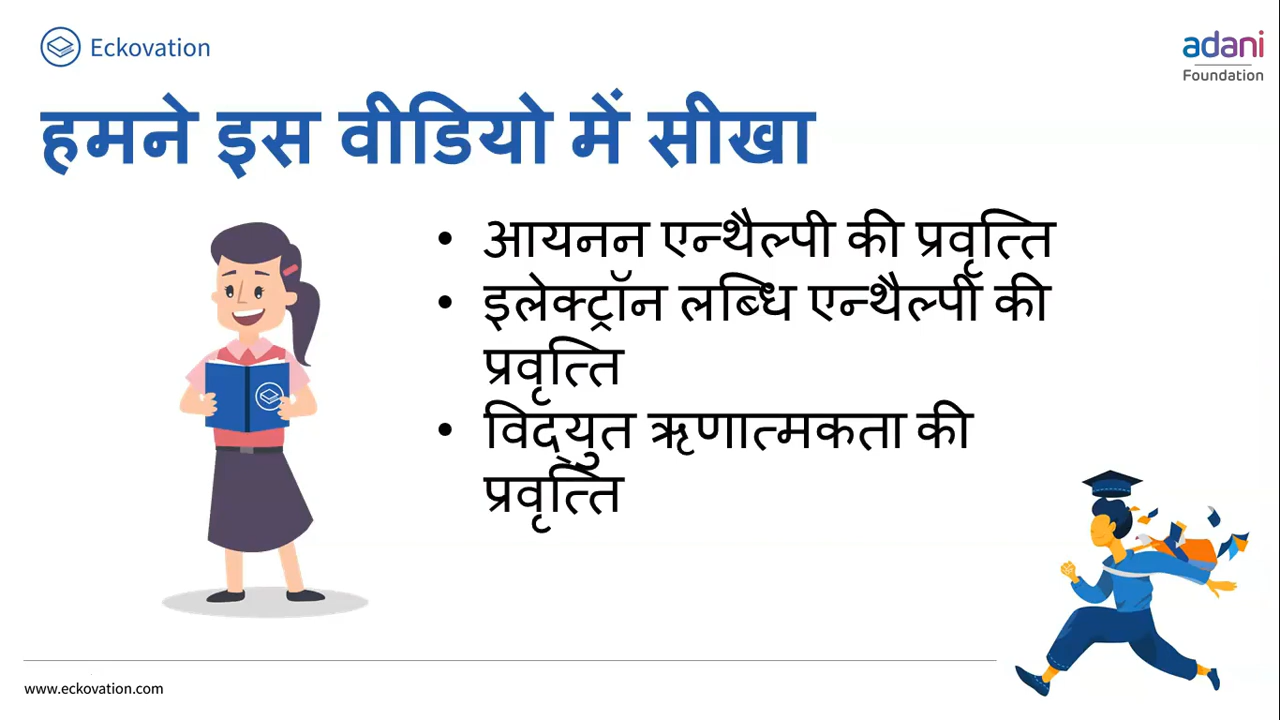 Eckovation
adani
Foundation
हमने इस वीडियो में सीखा
• आयनन एन्थैल्पी की प्रवृत्ति
• इलेक्ट्रॉन लब्धि एन्थैल्पी की
प्रवृत्ति
• विद्युत ऋणात्मकता की
प्रवृत्ति
www.eckovation.com